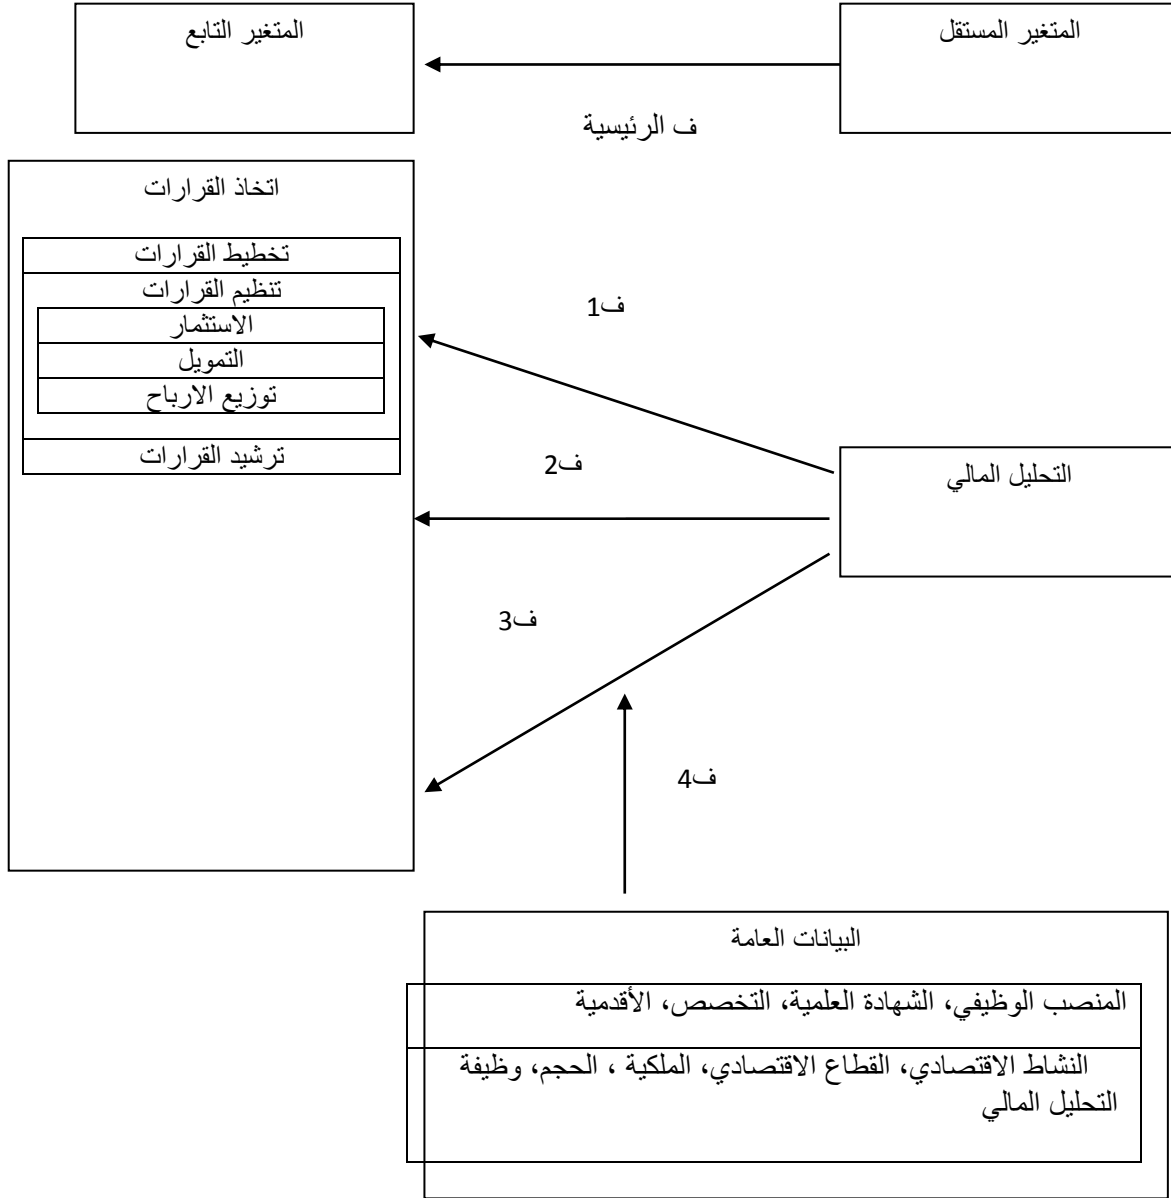 المتغير المستقل
المتغير التابع
ف الرئيسية
اتخاذ القرارات
تخطيط القرارات
تنظيم القرارات
الاستثمار
التمويل
توزيع الارباح
ترشيد القرارات
ف1
ف2
التحليل المالي
ف3
ف4
البيانات العامة
المنصب الوظيفي، الشهادة العلمية، التخصص، الأقدمية
النشاط الاقتصادي، القطاع الاقتصادي، الملكية ، الحجم، وظيفة
التحليل المالي